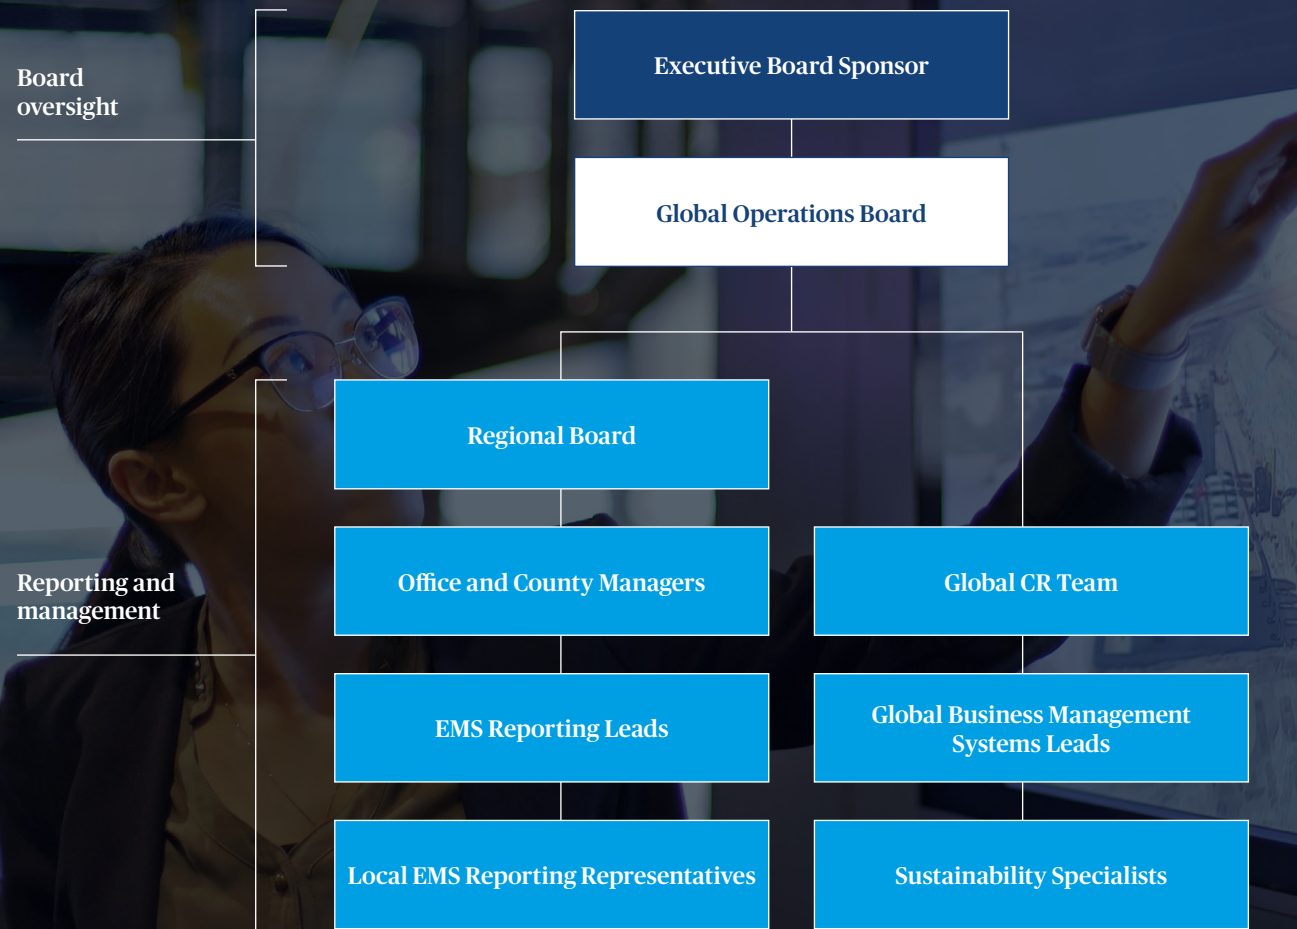 Board
oversight
Executive Board Sponsor
Global Operations Board
Reporting and
management
Regional Board
Office and County Managers
Global CR Team
EMS Reporting Leads
Global Business Management
Systems Leads
Local EMS Reporting Representatives
Sustainability Specialists